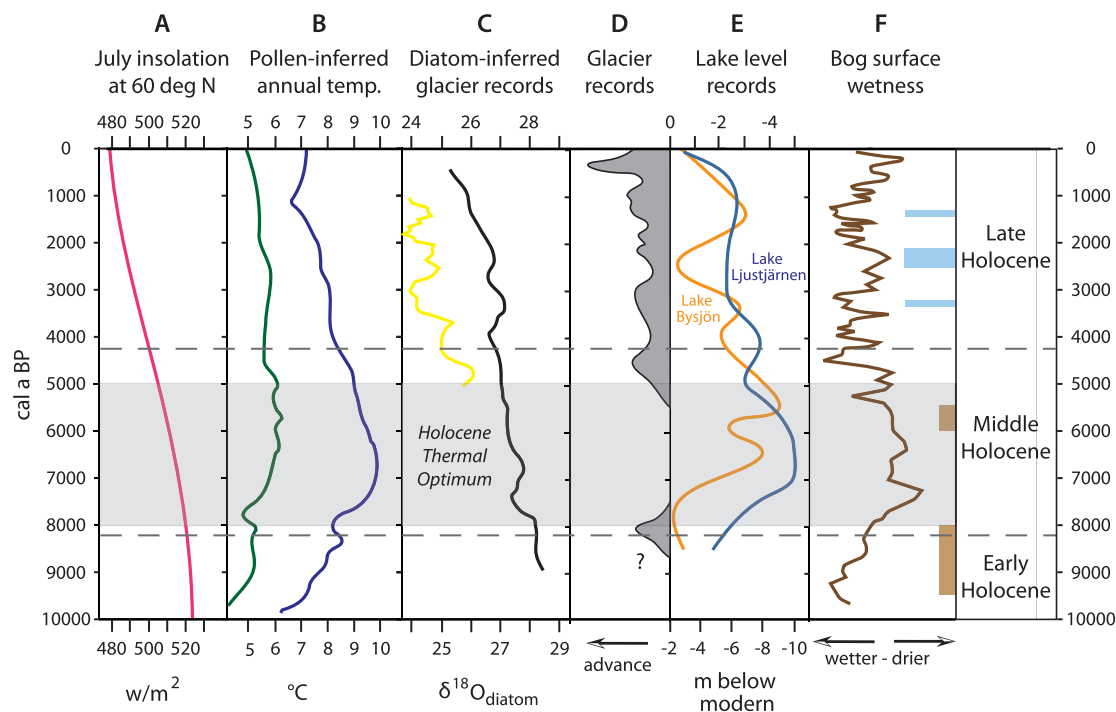 A B C D E F
July insolation at 60 deg N
Pollen-inferred annual temp.
Diatom-inferred glacier records
Glacier records
Lake level records
Bog surface wetness
480 500 520
5 6 7 8 9 10
24 25 26 27 28
0 -2 -4
cal a BP
0
1000
2000
3000
4000
5000
6000
7000
8000
9000
10000
Holocene
Thermal
Optimum
?
Lake
Ljustjärnen
Lake
Bysjön
Late
Holocene
Middle
Holocene
Early
Holocene
0
1000
2000
3000
4000
5000
6000
7000
8000
9000
10000
480 500 520
5 6 7 8 9 10
25 27 29
2
-2 -4 -6 -8 -10
advance
wetter - drier
w/m²
°C
δ¹⁸Odiatom
m below
modern